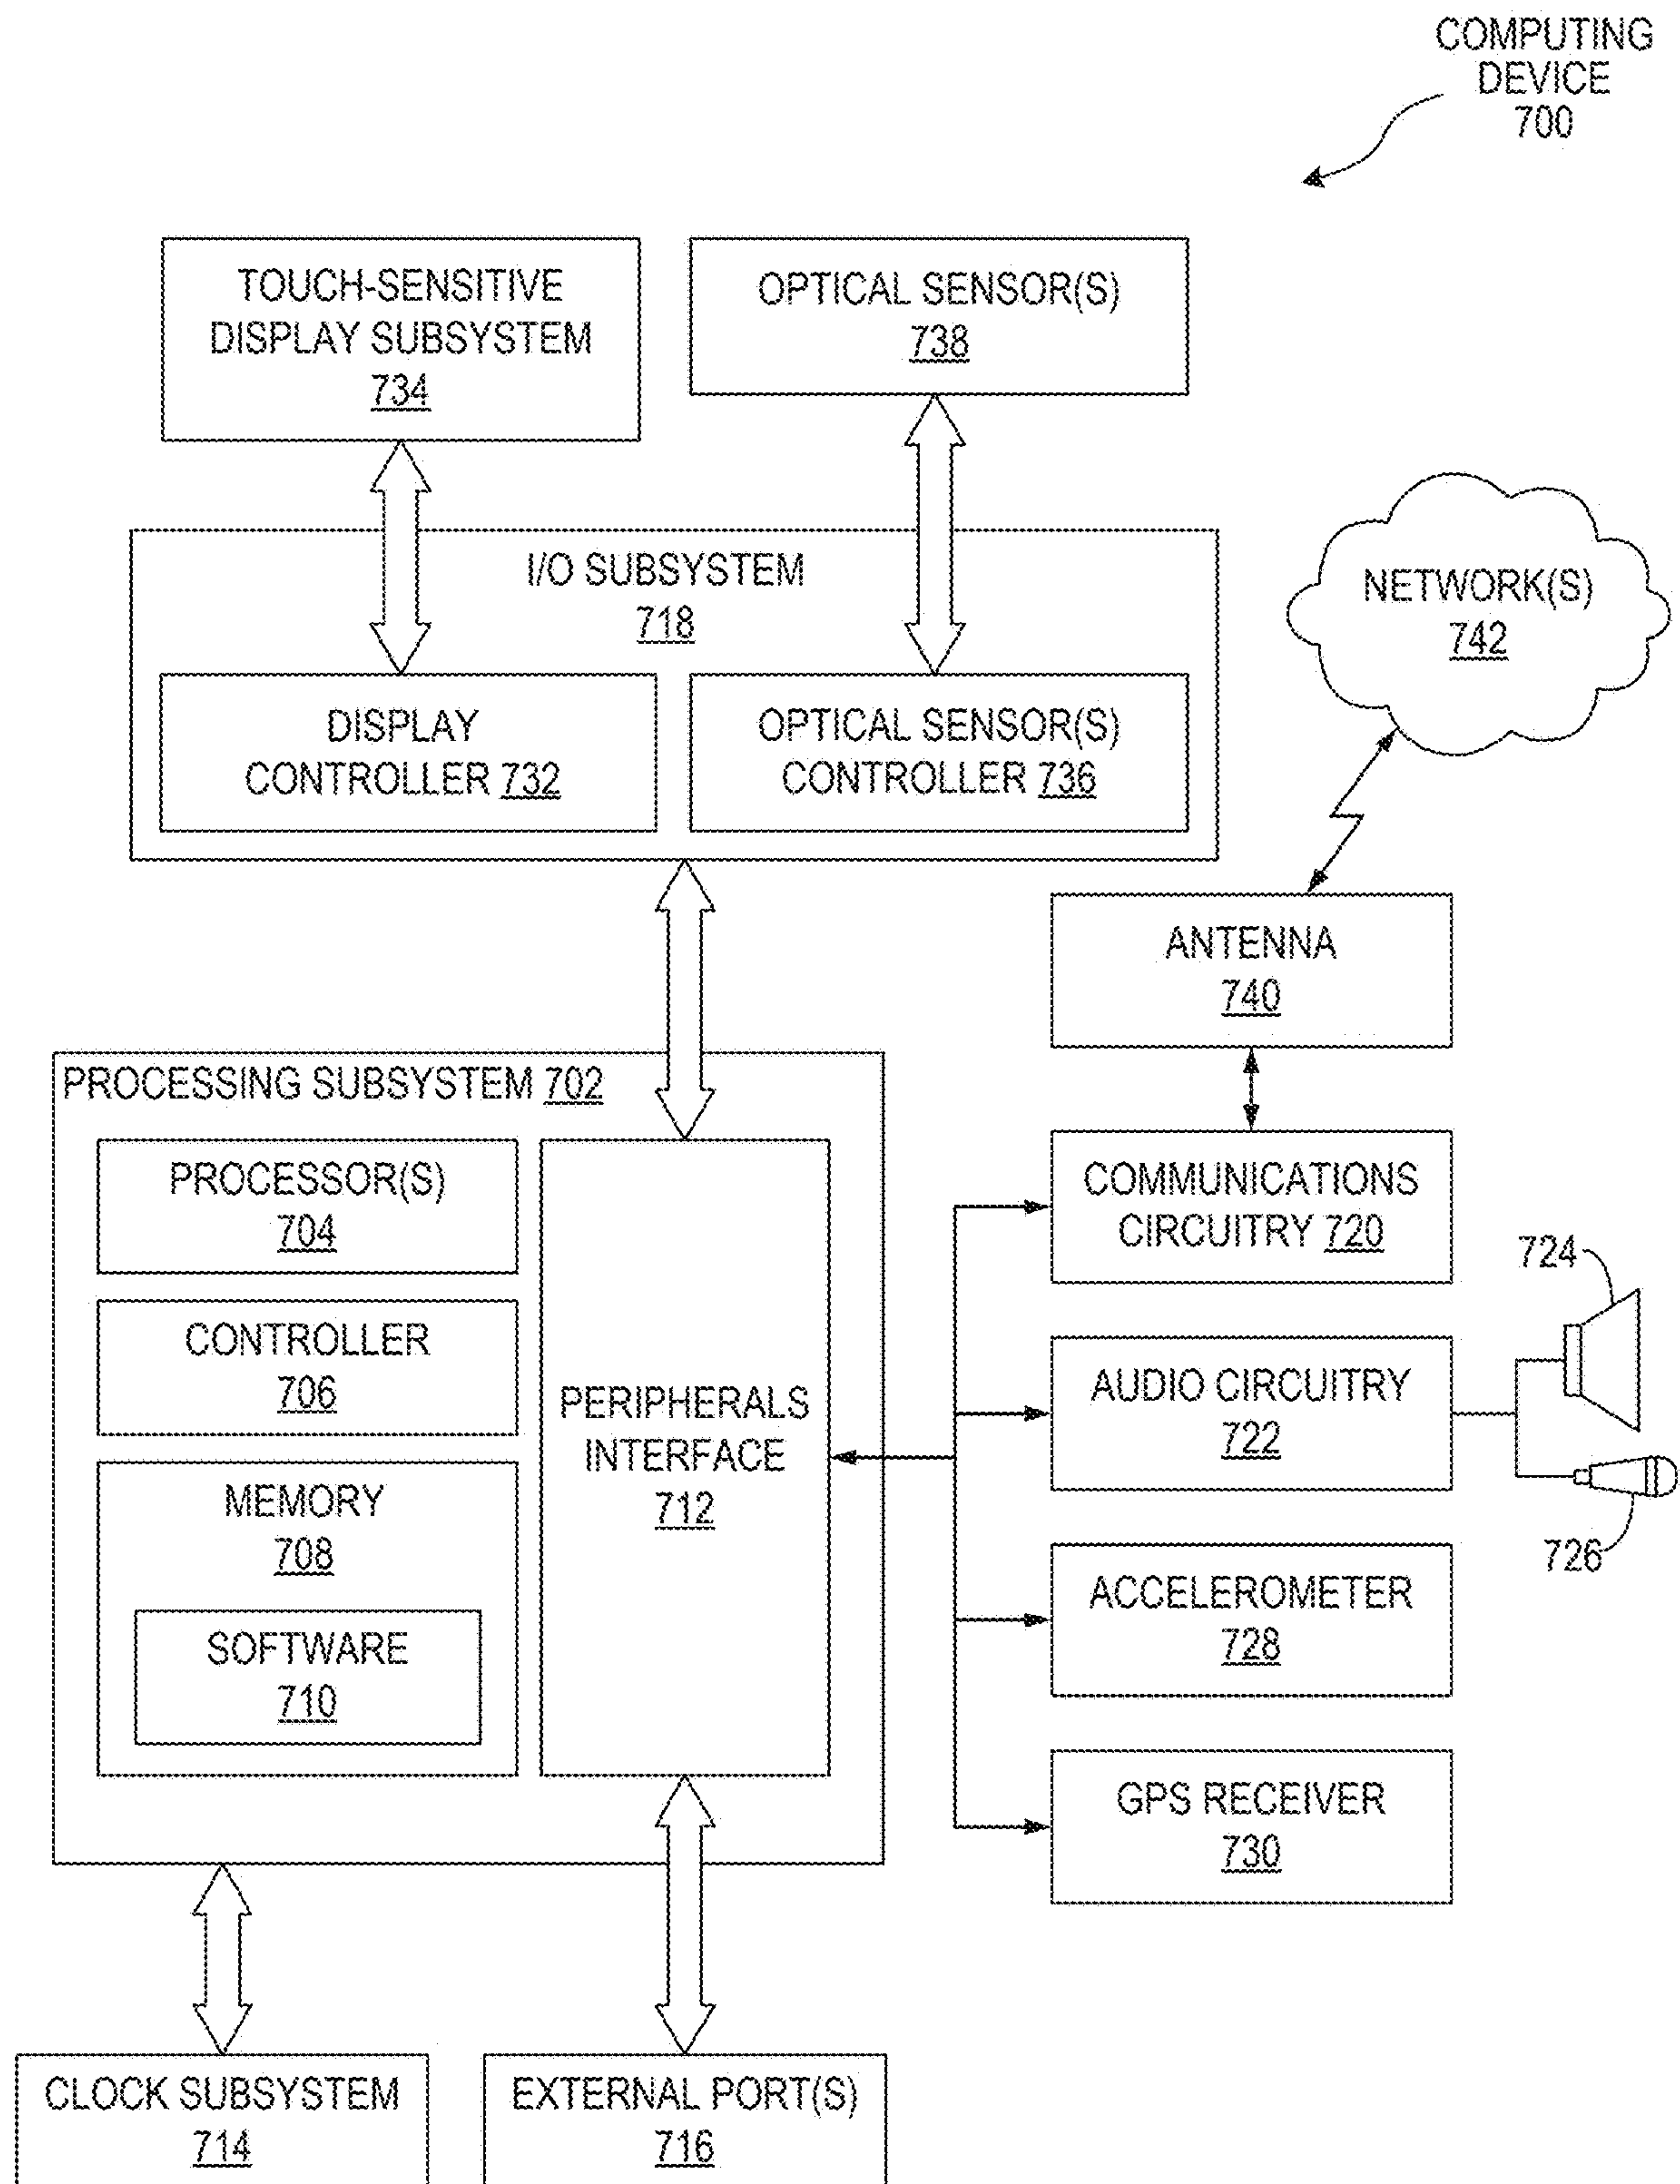 COMPUTING
DEVICE
700
TOUCH-SENSITIVE
DISPLAY SUBSYSTEM
734
OPTICAL SENSOR(S)
738
I/O SUBSYSTEM
718
DISPLAY
CONTROLLER 732
OPTICAL SENSOR(S)
CONTROLLER 736
NETWORK(S)
742
ANTENNA
740
PROCESSING SUBSYSTEM 702
PROCESSOR(S)
704
CONTROLLER
706
MEMORY
708
SOFTWARE
710
PERIPHERALS
INTERFACE
712
COMMUNICATIONS
CIRCUITRY 720
AUDIO CIRCUITRY
722
724
726
ACCELEROMETER
728
GPS RECEIVER
730
CLOCK SUBSYSTEM
714
EXTERNAL PORT(S)
716